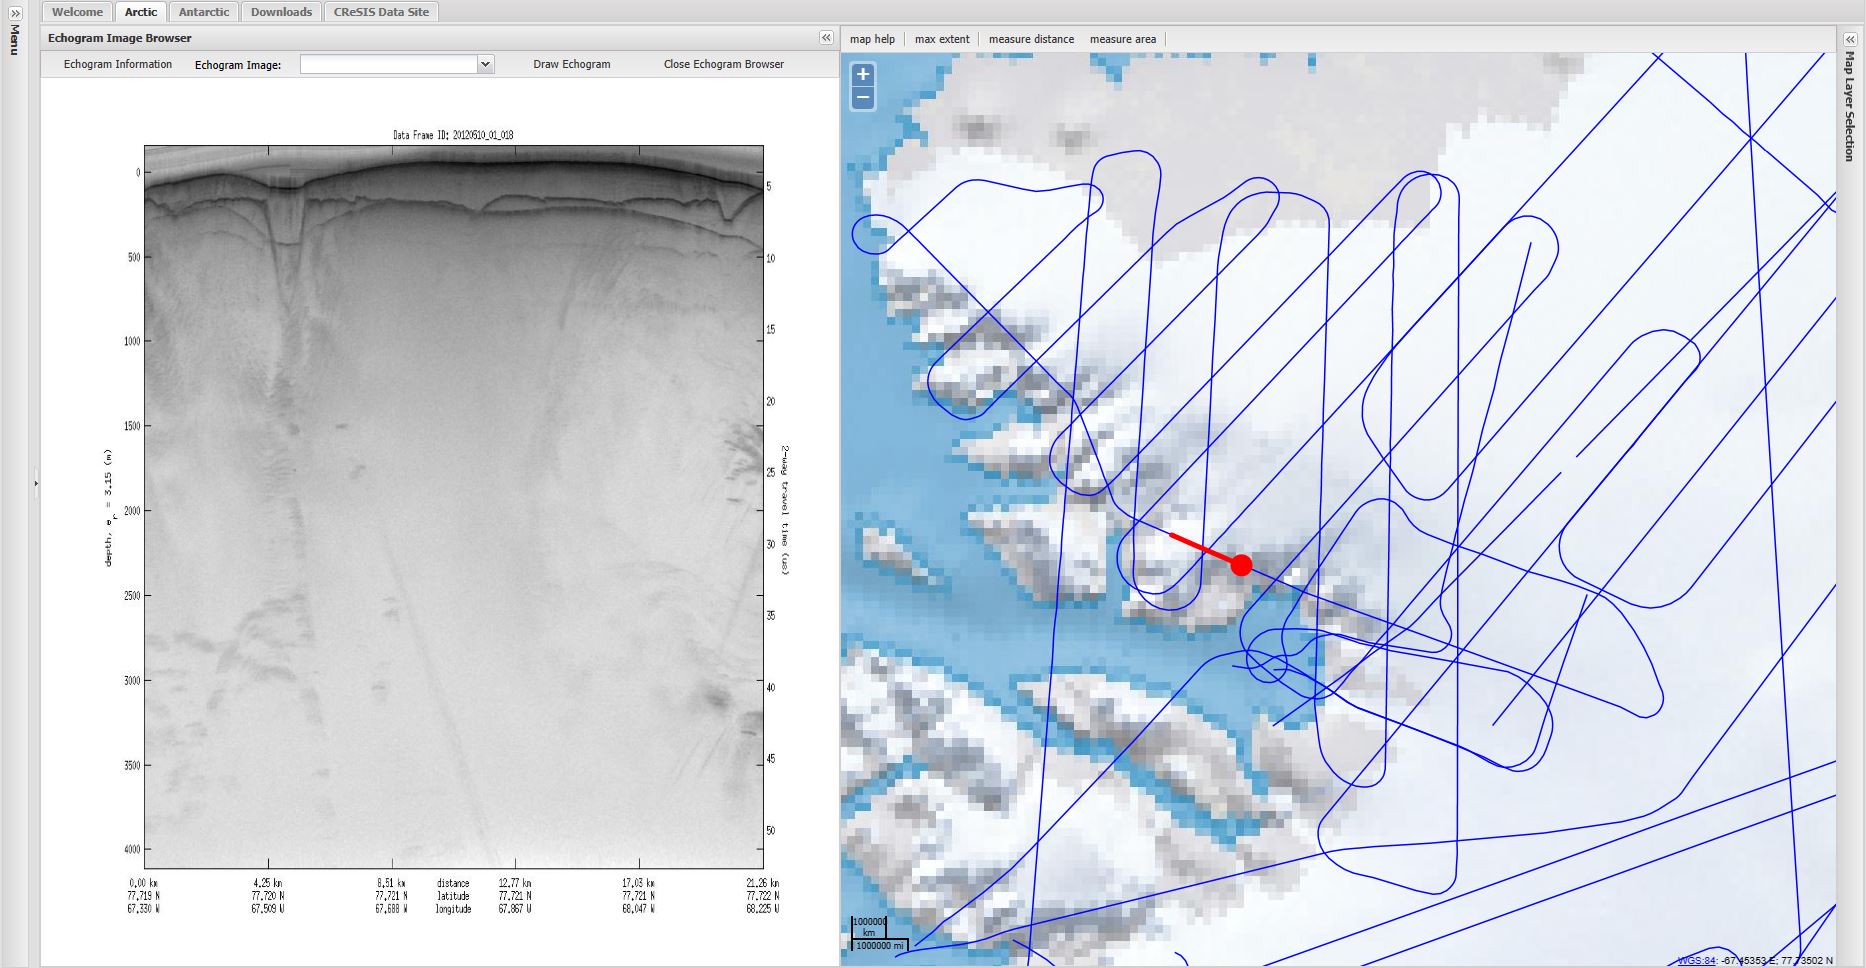 Welcome
Arctic
Antarctic
Downloads
CReSIS Data Site
Menu
Echogram Image Browser
Echogram Information
Echogram Image:
Draw Echogram
Close Echogram Browser
Data Frame ID: 20120510_01_018
0
500
1000
1500
2000
2500
3000
3500
4000
depth, e_r = 3.15 (m)
5
10
15
20
25
30
35
40
45
50
2-way travel time (us)
0.00 km 4.25 km 8.51 km distance 12.77 km 17.03 km 21.26 km
77.719 N 77.720 N 77.721 N latitude 77.721 N 77.721 N 77.722 N
67.330 W 67.509 W 67.688 W longitude 67.867 W 68.047 W 68.225 W
map help
max extent
measure distance
measure area
+
−
1000000
km
1000000 mi
WGS:84: -67.45353 E; 77.73502 N
Map Layer Selection